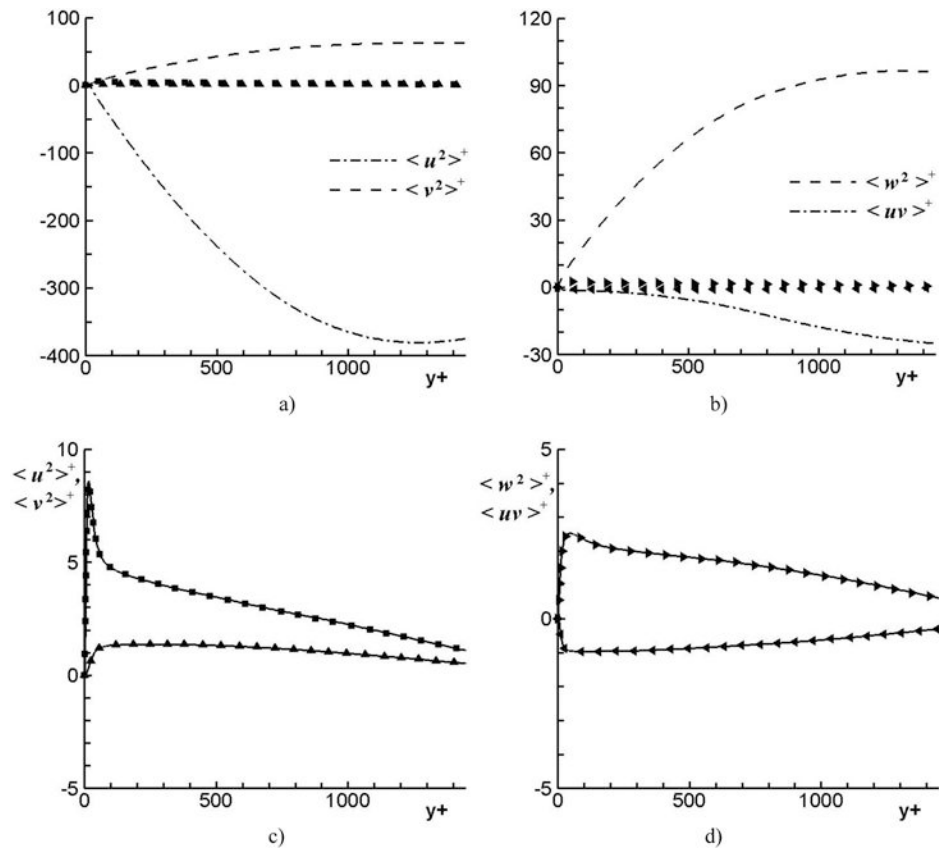 100
0
-100
-200
-300
-400
0
500
1000
y+
< u² >⁺
< v² >⁺
a)
120
90
60
30
0
-30
0
500
1000
y+
< w² >⁺
< uv >⁺
b)
10
5
0
-5
< u² >⁺,
< v² >⁺
0
500
1000
y+
c)
5
0
-5
< w² >⁺,
< uv >⁺
0
500
1000
y+
d)